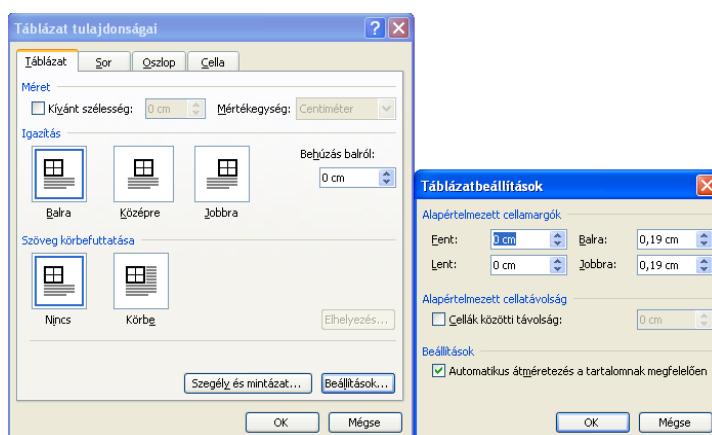 Táblázat tulajdonságai
Táblázat Sor Oszlop Cella
Méret
Kívánt szélesség: 0 cm Mértékegység: Centiméter
Igazítás
Behúzás balról:
0 cm
Balra Középre Jobbra
Szöveg körbefuttatása
Nincs Körbe
Elhelyezés...
Szegély és mintázat... Beállítások...
OK Mégse
Táblázatbeállítások
Alapértelmezett cellamargók
Fent: 0 cm Balra: 0,19 cm
Lent: 0 cm Jobbra: 0,19 cm
Alapértelmezett cellatávolság
Cellák közötti távolság: 0 cm
Beállítások
Automatikus átméretezés a tartalomnak megfelelően
OK Mégse